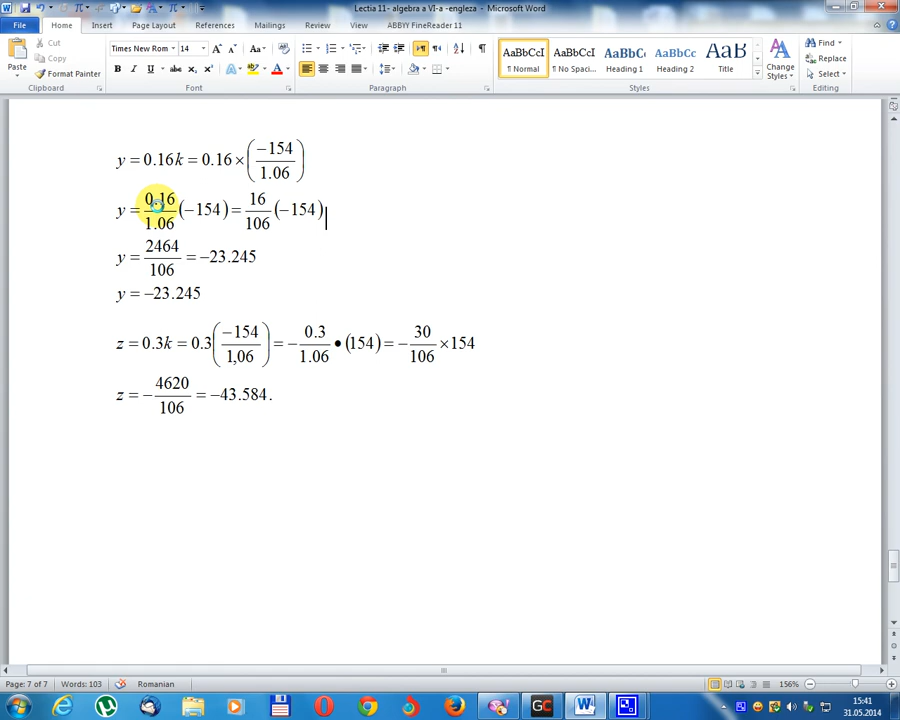 Lectia 11- algebra a VI-a -engleza - Microsoft Word
File Home Insert Page Layout References Mailings Review View ABBYY FineReader
Cut
Copy
Format Painter
Paste
Times New Rom 14 Aa
B I U abc x, x' A ab A
¶
AaBbCcI AaBbCcI AaBbC AaBbCc AaB
¶ Normal ¶ No Spaci... Heading 1 Heading 2 Title
Change
Styles
Find
Replace
Select
Clipboard Font Paragraph Styles Editing
y = 0.16k = 0.16 × (−154/1.06)
y = 0.16/1.06 (−154) = 16/106 (−154)
y = 2464/106 = −23.245
y = −23.245
z = 0.3k = 0.3(−154/1,06) = − 0.3/1.06 • (154) = − 30/106 × 154
z = − 4620/106 = −43.584.
Page: 7 of 7 Words: 103 Romanian 156%
15:41
31.05.2014